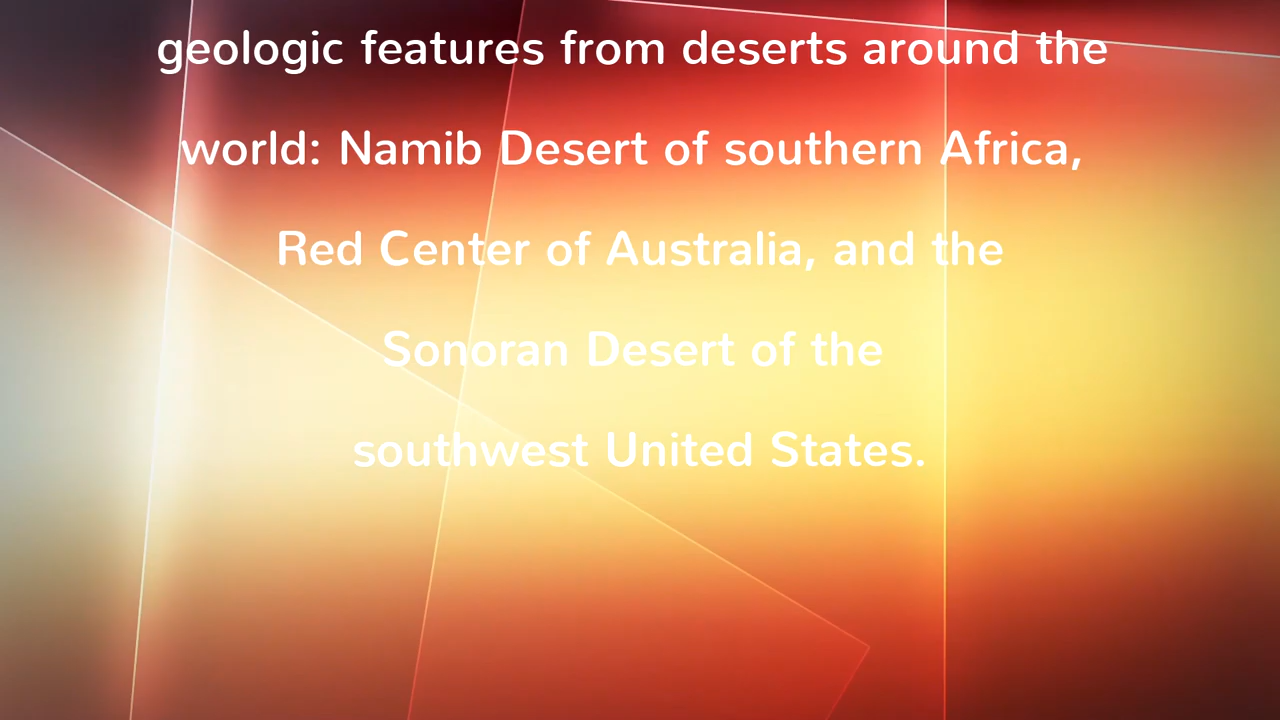 geologic features from deserts around the
world: Namib Desert of southern Africa,
Red Center of Australia, and the
Sonoran Desert of the
southwest United States.